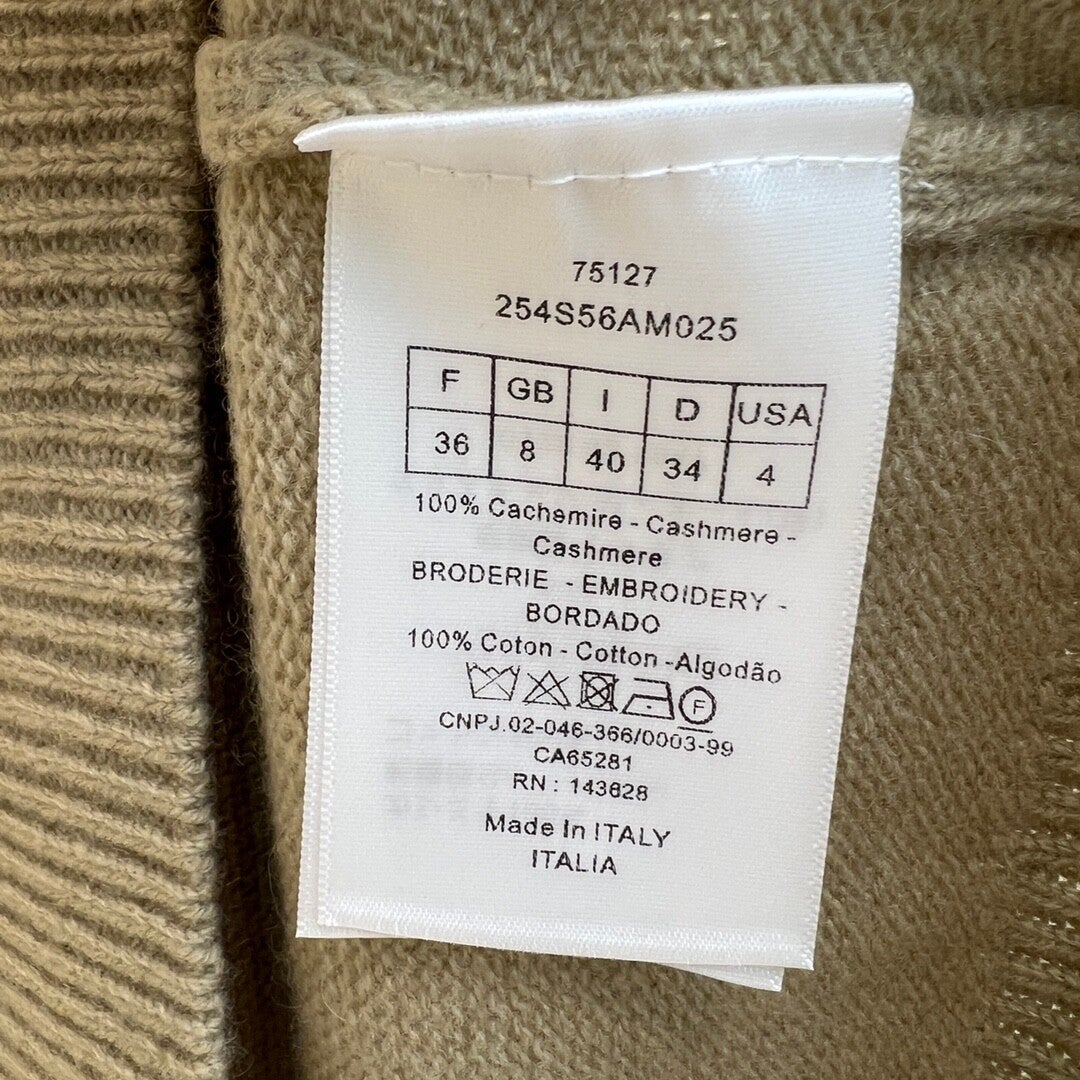 75127
254S56AM025
F GB I D USA
36 8 40 34 4
100% Cachemire - Cashmere -
Cashmere
BRODERIE - EMBROIDERY -
BORDADO
100% Coton - Cotton -Algodão
F
CNPJ.02-046-366/0003-99
CA65281
RN : 143828
Made In ITALY
ITALIA